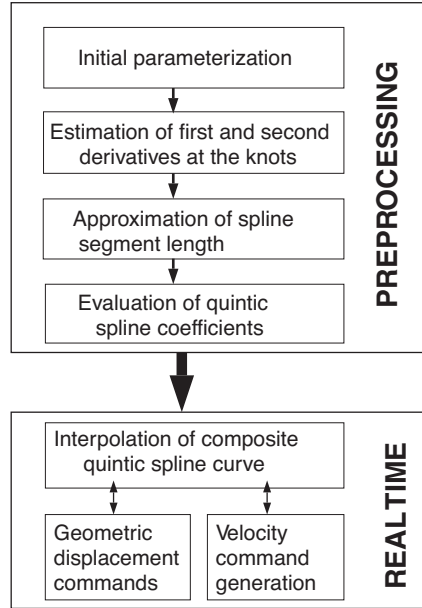 Initial parameterization
Estimation of first and second
derivatives at the knots
Approximation of spline
segment length
Evaluation of quintic
spline coefficients
PREPROCESSING
Interpolation of composite
quintic spline curve
Geometric
displacement
commands
Velocity
command
generation
REALTIME